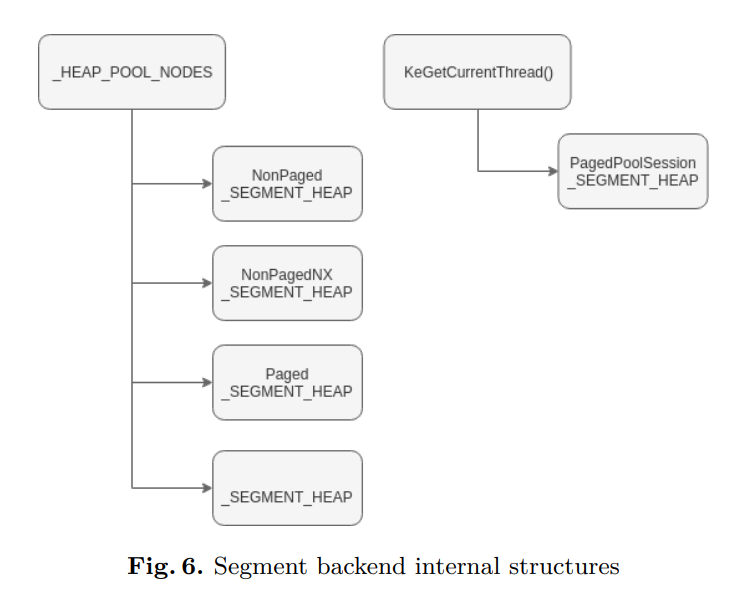 _HEAP_POOL_NODES
KeGetCurrentThread()
NonPaged
_SEGMENT_HEAP
PagedPoolSession
_SEGMENT_HEAP
NonPagedNX
_SEGMENT_HEAP
Paged
_SEGMENT_HEAP
_SEGMENT_HEAP
Fig. 6. Segment backend internal structures